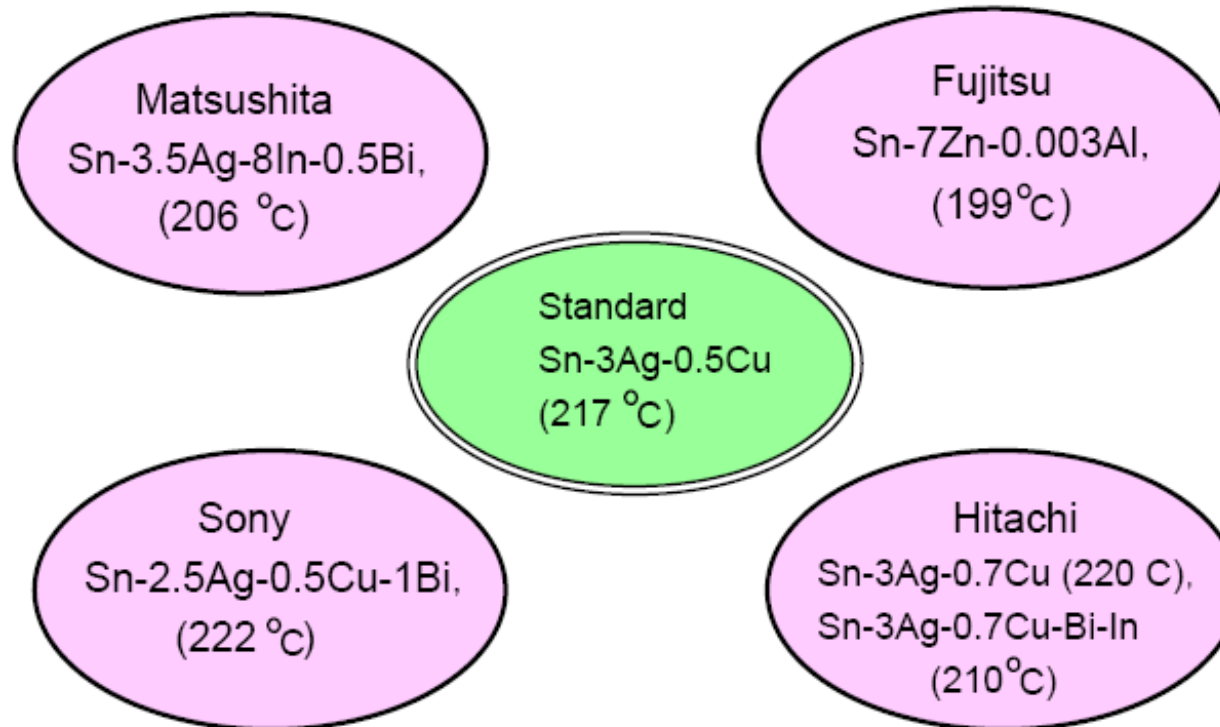 Matsushita
Sn-3.5Ag-8In-0.5Bi,
(206 °C)
Fujitsu
Sn-7Zn-0.003Al,
(199°C)
Standard
Sn-3Ag-0.5Cu
(217 °C)
Sony
Sn-2.5Ag-0.5Cu-1Bi,
(222 °C)
Hitachi
Sn-3Ag-0.7Cu (220 C),
Sn-3Ag-0.7Cu-Bi-In
(210°C)